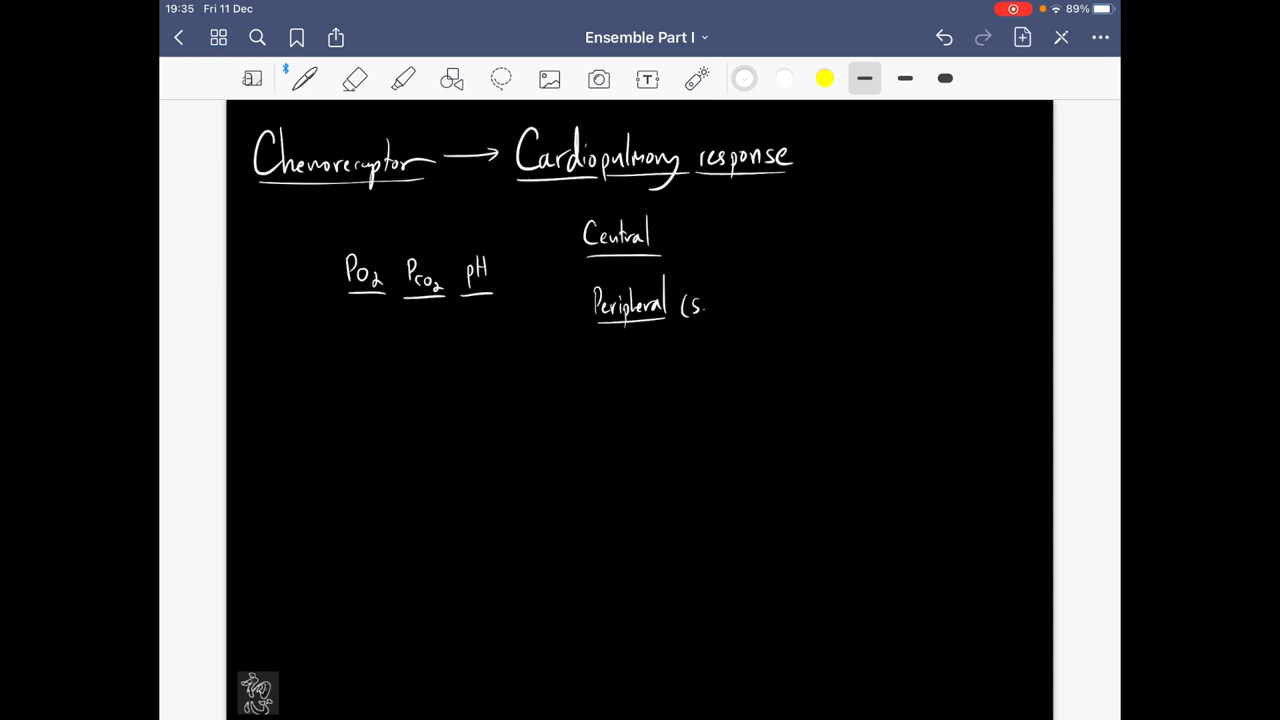 19:35 Fri 11 Dec 89%
Ensemble Part I
Chemoreceptor → Cardiopulmonary response
Central
PO₂ PCO₂ pH
Peripheral (s